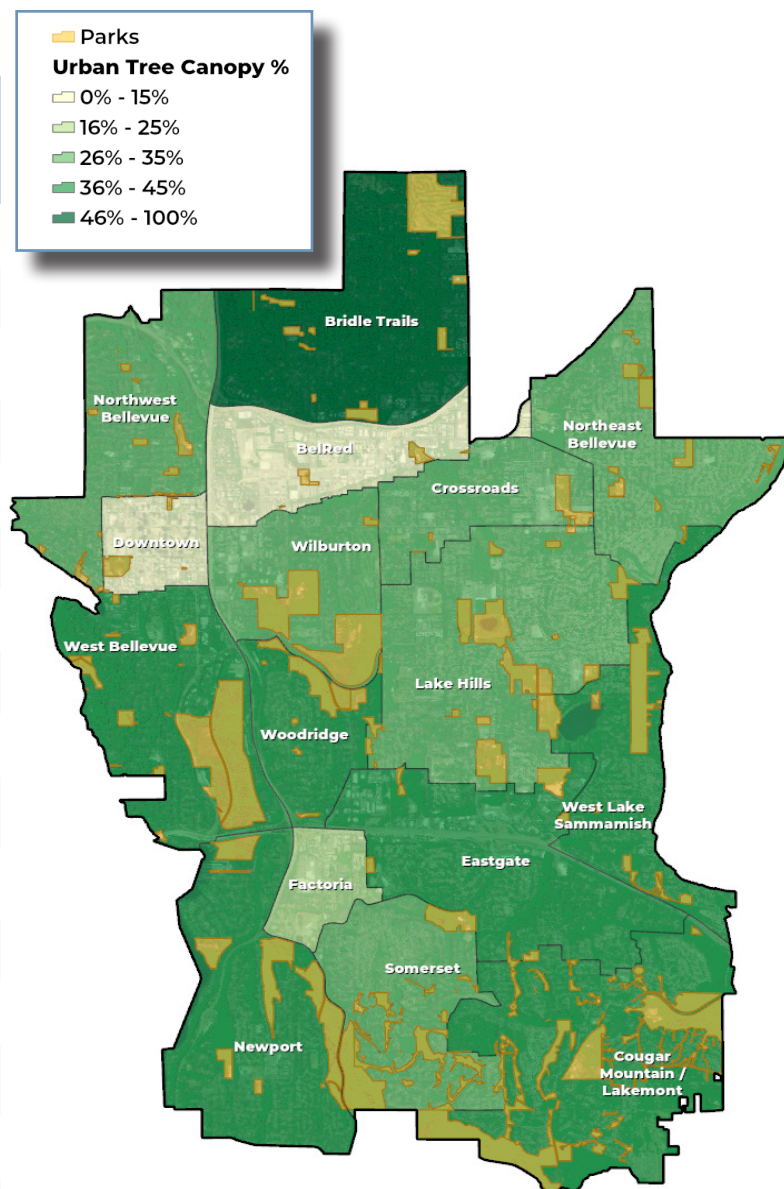 Parks
Urban Tree Canopy %
0% - 15%
16% - 25%
26% - 35%
36% - 45%
46% - 100%
Bridle Trails
Northwest
Bellevue
Northeast
Bellevue
BelRed
Crossroads
Downtown
Wilburton
West Bellevue
Lake Hills
Woodridge
West Lake
Sammamish
Eastgate
Factoria
Somerset
Newport
Cougar
Mountain /
Lakemont